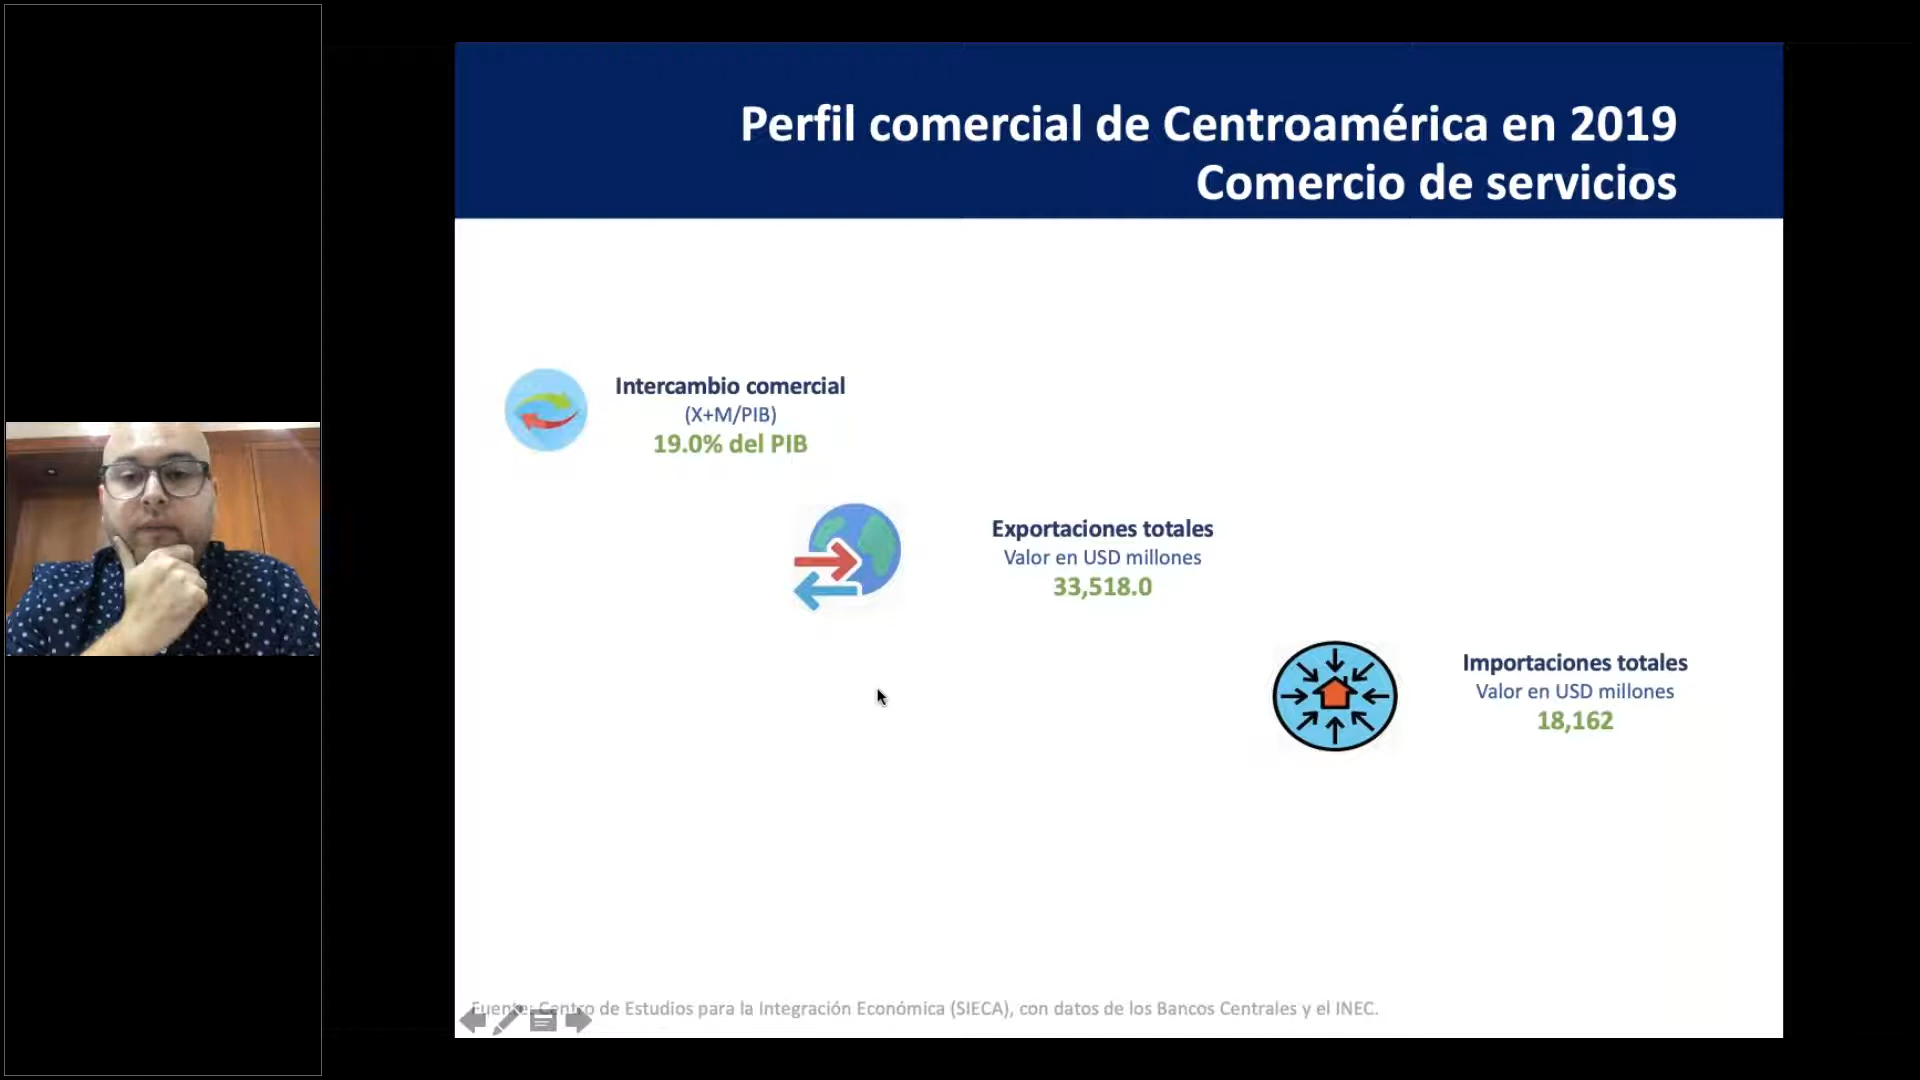 Perfil comercial de Centroamérica en 2019
Comercio de servicios
Intercambio comercial
(X+M/PIB)
19.0% del PIB
Exportaciones totales
Valor en USD millones
33,518.0
Importaciones totales
Valor en USD millones
18,162
Fuente: Centro de Estudios para la Integración Económica (SIECA), con datos de los Bancos Centrales y el INEC.